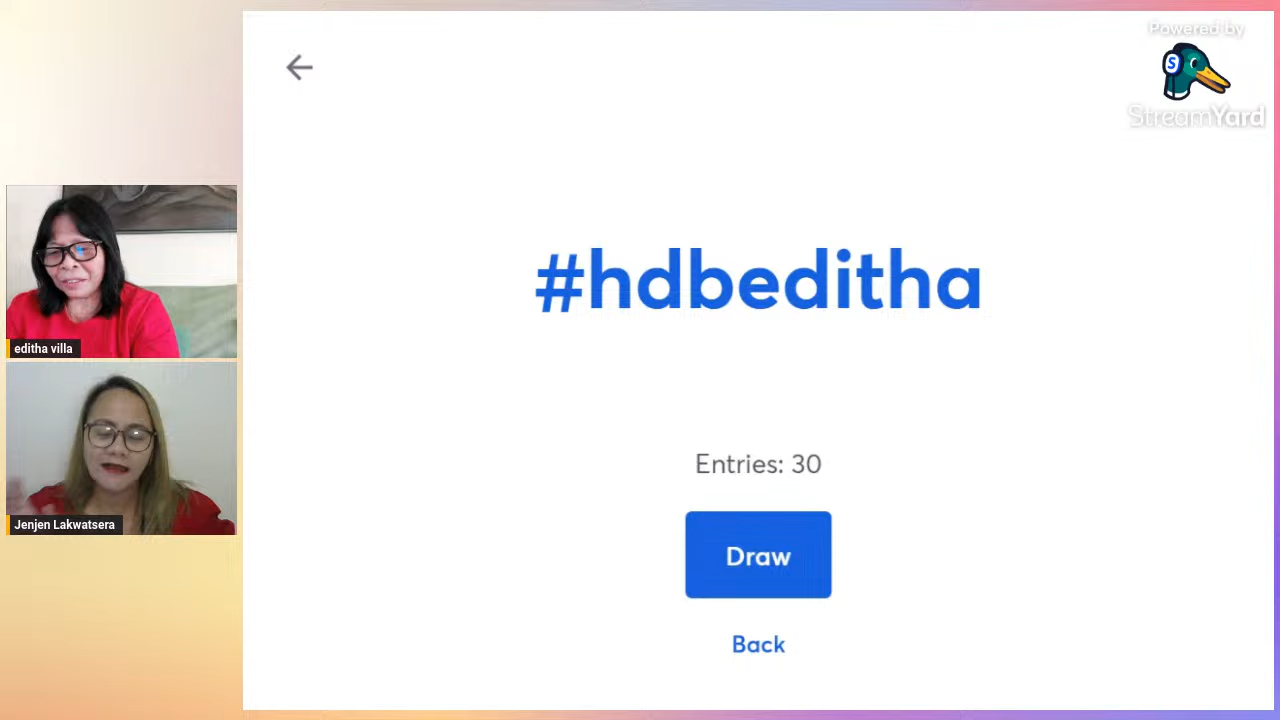 Powered by
S
StreamYard
#hdbeditha
Entries: 30
Draw
Back
editha villa
Jenjen Lakwatsera